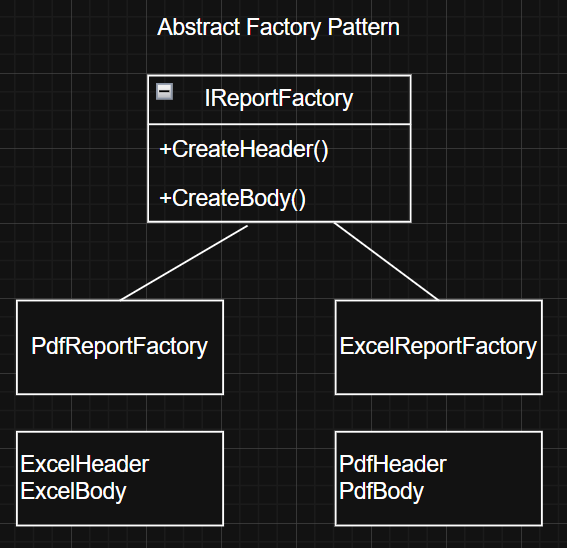 Abstract Factory Pattern
IReportFactory
+CreateHeader()
+CreateBody()
PdfReportFactory
ExcelReportFactory
ExcelHeader
ExcelBody
PdfHeader
PdfBody